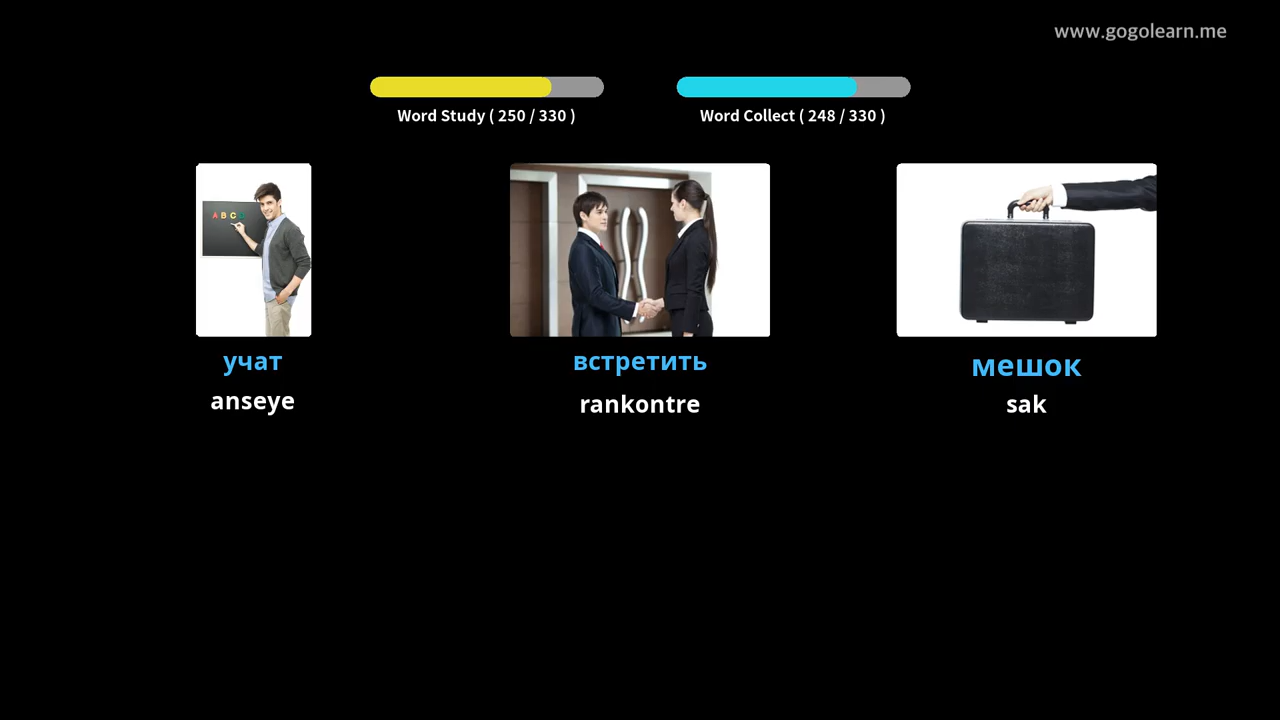 www.gogolearn.me
Word Study ( 250 / 330 )
Word Collect ( 248 / 330 )
A B C D
учат
встретить
мешок
anseye
rankontre
sak